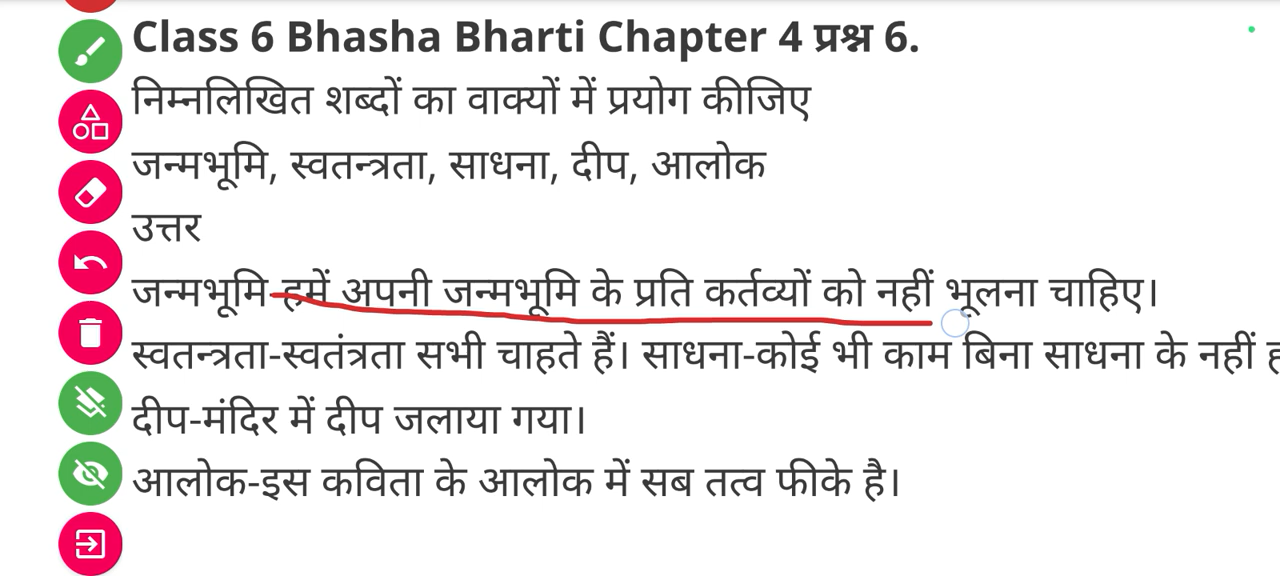 Class 6 Bhasha Bharti Chapter 4 प्रश्न 6.
निम्नलिखित शब्दों का वाक्यों में प्रयोग कीजिए
जन्मभूमि, स्वतन्त्रता, साधना, दीप, आलोक
उत्तर
जन्मभूमि-हमें अपनी जन्मभूमि के प्रति कर्तव्यों को नहीं भूलना चाहिए।
स्वतन्त्रता-स्वतंत्रता सभी चाहते हैं। साधना-कोई भी काम बिना साधना के नहीं
दीप-मंदिर में दीप जलाया गया।
आलोक-इस कविता के आलोक में सब तत्व फीके है।